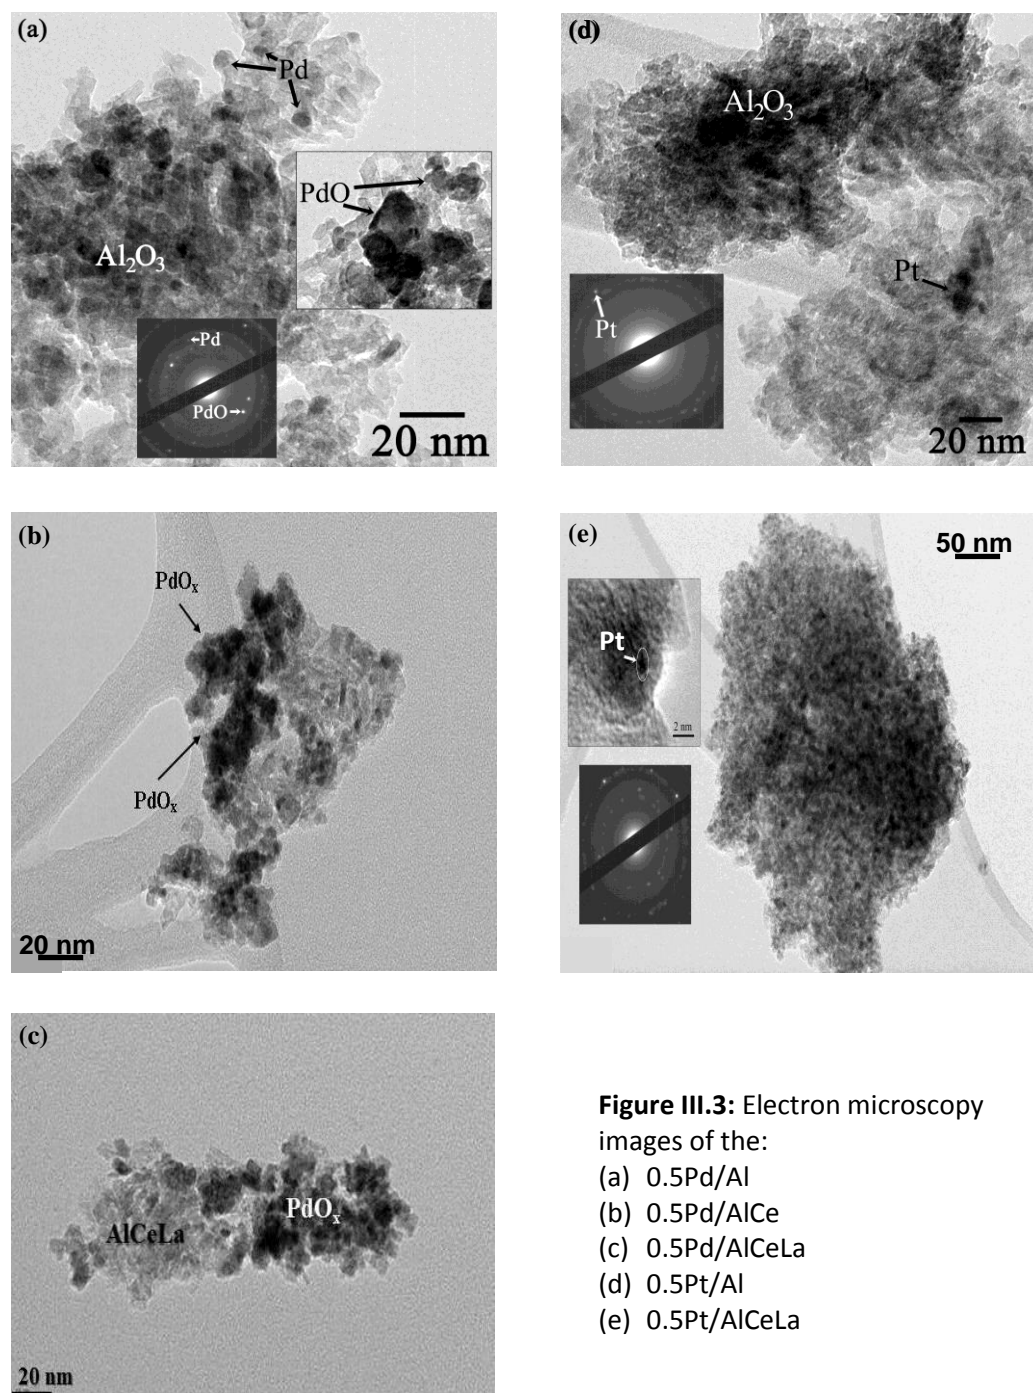 (a)
Pd
PdO
Al₂O₃
←Pd
PdO→
20 nm
(d)
Al₂O₃
Pt
Pt
20 nm
(b)
PdOₓ
PdOₓ
20 nm
(e)
50 nm
Pt
2 nm
(c)
PdOₓ
AlCeLa
20 nm
Figure III.3: Electron microscopy
images of the:
(a) 0.5Pd/Al
(b) 0.5Pd/AlCe
(c) 0.5Pd/AlCeLa
(d) 0.5Pt/Al
(e) 0.5Pt/AlCeLa